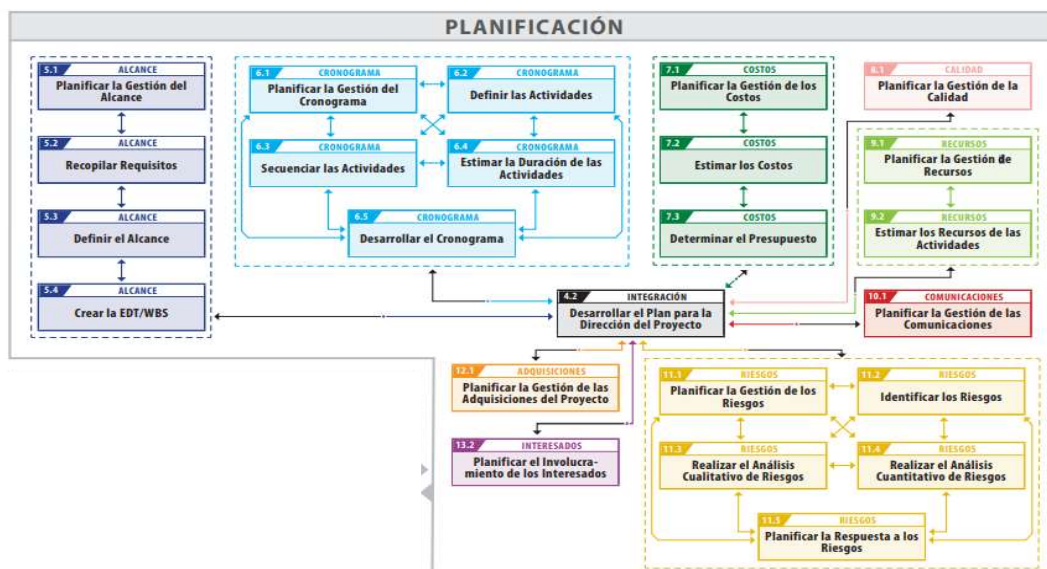 PLANIFICACIÓN
5.1 ALCANCE
Planificar la Gestión del
Alcance
5.2 ALCANCE
Recopilar Requisitos
5.3 ALCANCE
Definir el Alcance
5.4 ALCANCE
Crear la EDT/WBS
6.1 CRONOGRAMA
Planificar la Gestión del
Cronograma
6.2 CRONOGRAMA
Definir las Actividades
6.3 CRONOGRAMA
Secuenciar las Actividades
6.4 CRONOGRAMA
Estimar la Duración de las
Actividades
6.5 CRONOGRAMA
Desarrollar el Cronograma
7.1 COSTOS
Planificar la Gestión de los
Costos
7.2 COSTOS
Estimar los Costos
7.3 COSTOS
Determinar el Presupuesto
8.1 CALIDAD
Planificar la Gestión de la
Calidad
9.1 RECURSOS
Planificar la Gestión de
Recursos
9.2 RECURSOS
Estimar los Recursos de las
Actividades
4.2 INTEGRACIÓN
Desarrollar el Plan para la
Dirección del Proyecto
10.1 COMUNICACIONES
Planificar la Gestión de las
Comunicaciones
12.1 ADQUISICIONES
Planificar la Gestión de las
Adquisiciones del Proyecto
13.2 INTERESADOS
Planificar el Involucra-
miento de los Interesados
11.1 RIESGOS
Planificar la Gestión de los
Riesgos
11.2 RIESGOS
Identificar los Riesgos
11.3 RIESGOS
Realizar el Análisis
Cualitativo de Riesgos
11.4 RIESGOS
Realizar el Análisis
Cuantitativo de Riesgos
11.5 RIESGOS
Planificar la Respuesta a los
Riesgos